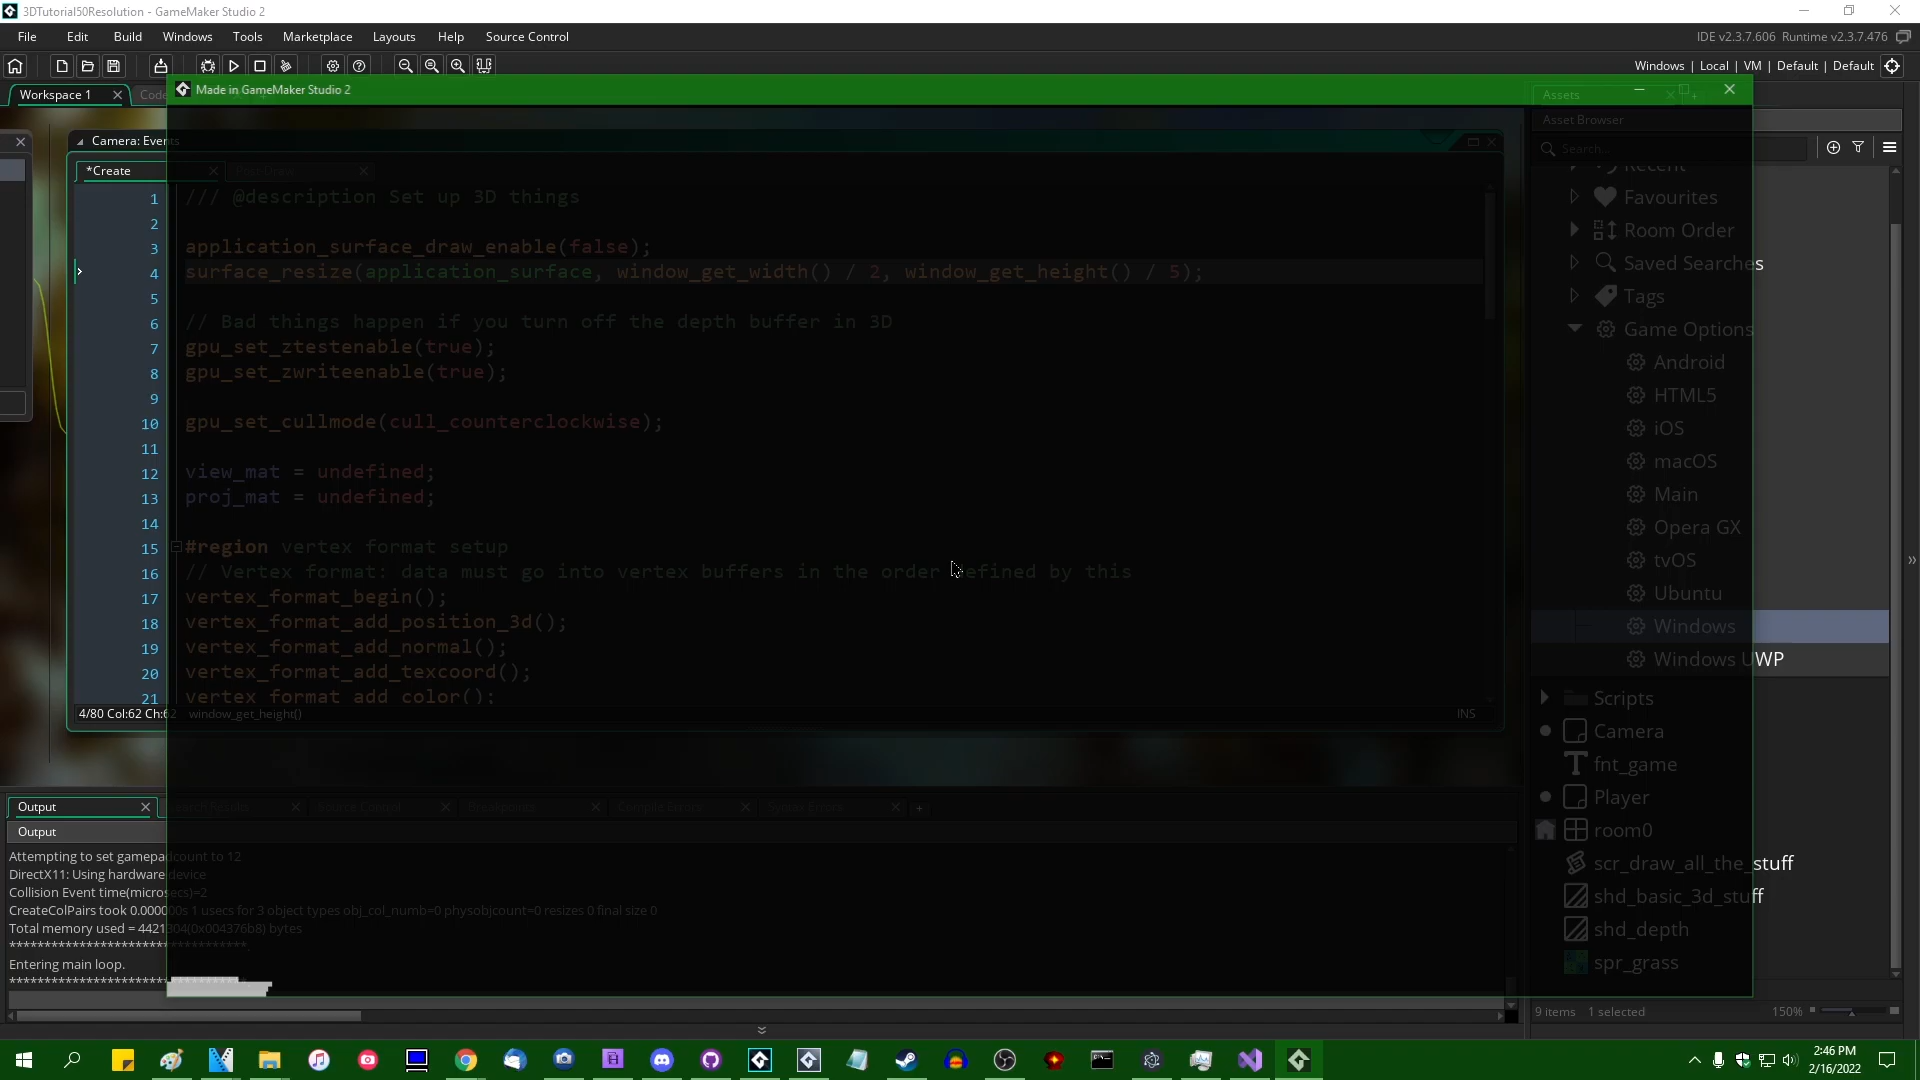 3DTutorial50Resolution - GameMaker Studio 2
File Edit Build Windows Tools Marketplace Layouts Help Source Control
IDE v2.3.7.606 Runtime v2.3.7.476
Windows | Local | VM | Default | Default
Workspace 1
Code
Made in GameMaker Studio 2
Assets
Asset Browser
Search...
Camera: Events
*Create
1 /// @description Set up 3D things
2
3 application_surface_draw_enable(false);
4 surface_resize(application_surface, window_get_width() / 2, window_get_height() / 5);
5
6 // Bad things happen if you turn off the depth buffer in 3D
7 gpu_set_ztestenable(true);
8 gpu_set_zwriteenable(true);
9
10 gpu_set_cullmode(cull_counterclockwise);
11
12 view_mat = undefined;
13 proj_mat = undefined;
14
15 #region vertex format setup
16 // Vertex format: data must go into vertex buffers in the order defined by this
17 vertex_format_begin();
18 vertex_format_add_position_3d();
19 vertex_format_add_normal();
20 vertex_format_add_texcoord();
21 vertex_format_add_color();
4/80 Col:62 Ch:62 window_get_height()
INS
Recent
Favourites
Room Order
Saved Searches
Tags
Game Options
Android
HTML5
iOS
macOS
Main
Opera GX
tvOS
Ubuntu
Windows
Windows UWP
Scripts
Camera
fnt_game
Player
room0
scr_draw_all_the_stuff
shd_basic_3d_stuff
shd_depth
spr_grass
9 items 1 selected
150%
Output
Source Control
Breakpoints
Compile Errors
Syntax Errors
Output
Attempting to set gamepadcount to 12
DirectX11: Using hardware device
Collision Event time(microsecs)=2
CreateColPairs took 0.000000s 1 usecs for 3 object types obj_col_numb=0 physobjcount=0 resizes 0 final size 0
Total memory used = 4421304(0x004376b8) bytes
Entering main loop.
2:46 PM
2/16/2022